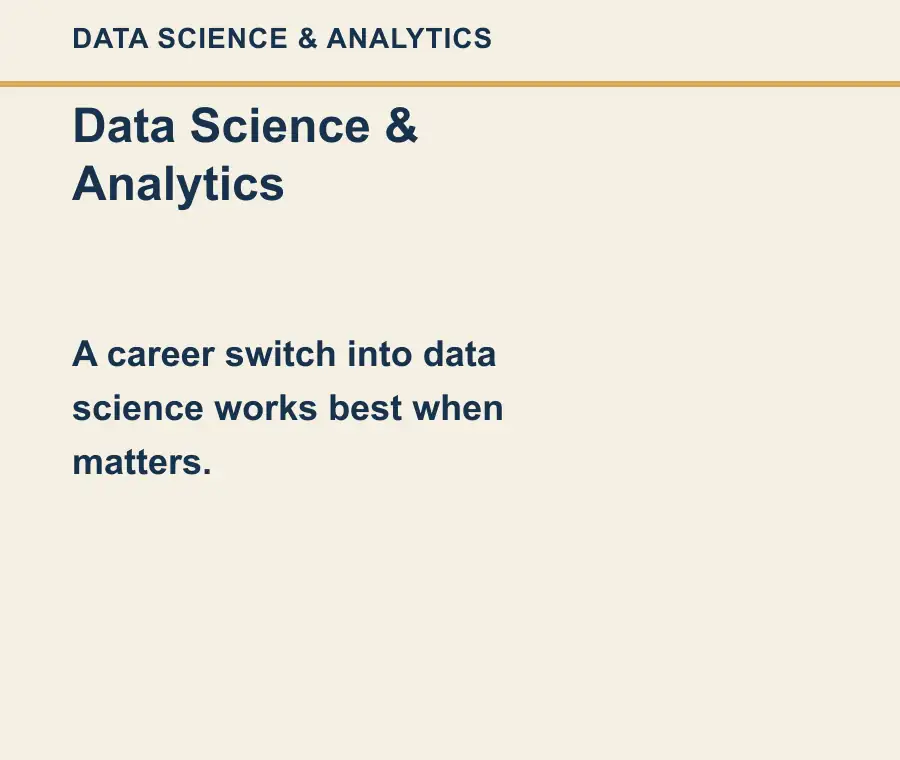 DATA SCIENCE & ANALYTICS
Data Science &
Analytics
A career switch into data
science works best when
matters.